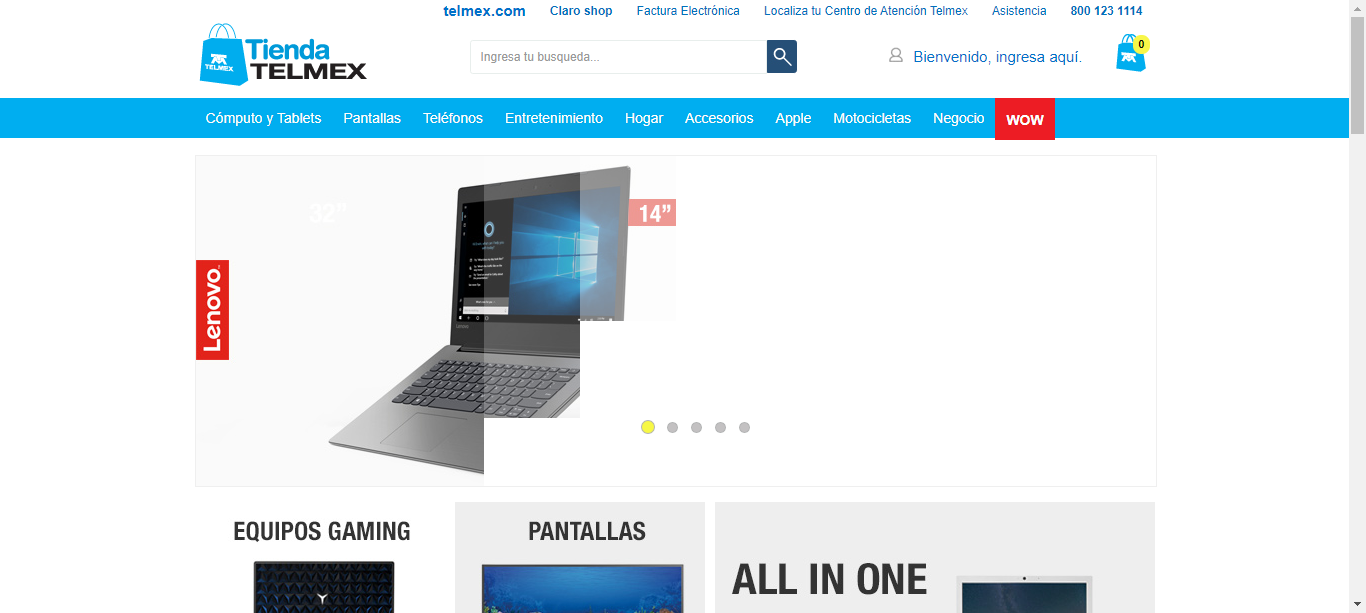 telmex.com Claro shop Factura Electrónica Localiza tu Centro de Atención Telmex Asistencia 800 123 1114
Tienda
TELMEX
TELMEX
Ingresa tu busqueda...
Bienvenido, ingresa aquí.
0
Cómputo y Tablets Pantallas Teléfonos Entretenimiento Hogar Accesorios Apple Motocicletas Negocio WOW
32”
14”
Lenovo
EQUIPOS GAMING
PANTALLAS
ALL IN ONE